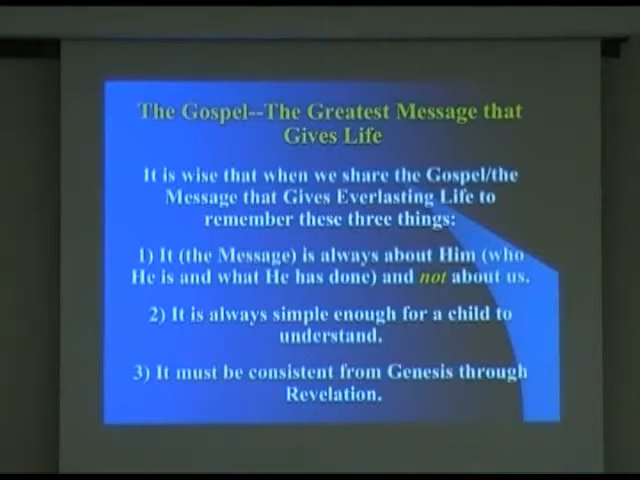 The Gospel--The Greatest Message that
Gives Life
It is wise that when we share the Gospel/the
Message that Gives Everlasting Life to
remember these three things:
1) It (the Message) is always about Him (who
He is and what He has done) and not about us.
2) It is always simple enough for a child to
understand.
3) It must be consistent from Genesis through
Revelation.